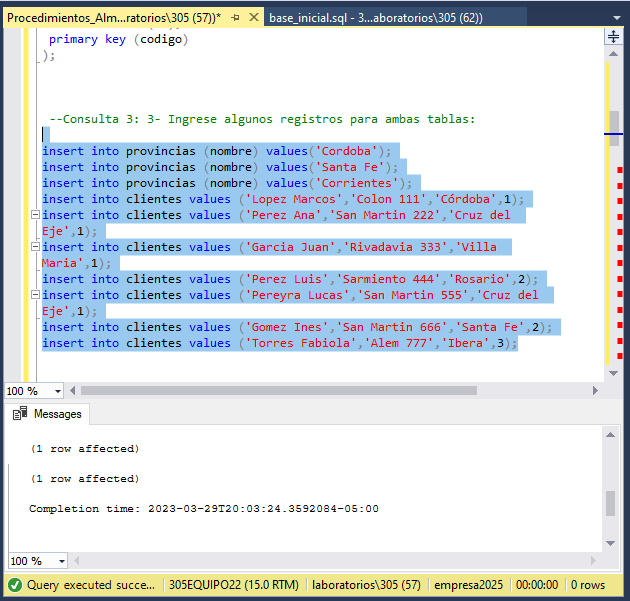 Procedimientos_Alm...ratorios\305 (57))*
base_inicial.sql - 3...aboratorios\305 (62))
primary key (codigo)
);
--Consulta 3: 3- Ingrese algunos registros para ambas tablas:
insert into provincias (nombre) values('Cordoba');
insert into provincias (nombre) values('Santa Fe');
insert into provincias (nombre) values('Corrientes');
insert into clientes values ('Lopez Marcos','Colon 111','Córdoba',1);
insert into clientes values ('Perez Ana','San Martin 222','Cruz del
Eje',1);
insert into clientes values ('Garcia Juan','Rivadavia 333','Villa
Maria',1);
insert into clientes values ('Perez Luis','Sarmiento 444','Rosario',2);
insert into clientes values ('Pereyra Lucas','San Martin 555','Cruz del
Eje',1);
insert into clientes values ('Gomez Ines','San Martin 666','Santa Fe',2);
insert into clientes values ('Torres Fabiola','Alem 777','Ibera',3);
100 %
Messages
(1 row affected)
(1 row affected)
Completion time: 2023-03-29T20:03:24.3592084-05:00
100 %
Query executed succe...
305EQUIPO22 (15.0 RTM)
laboratorios\305 (57)
empresa2025
00:00:00
0 rows